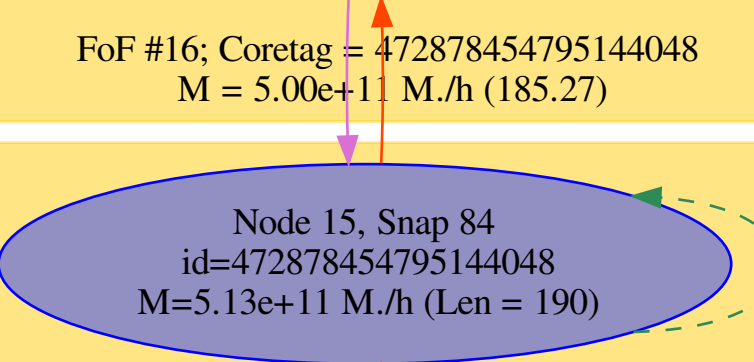 FoF #16; Coretag = 472878454795144048
M = 5.00e+11 M./h (185.27)
Node 15, Snap 84
id=472878454795144048
M=5.13e+11 M./h (Len = 190)